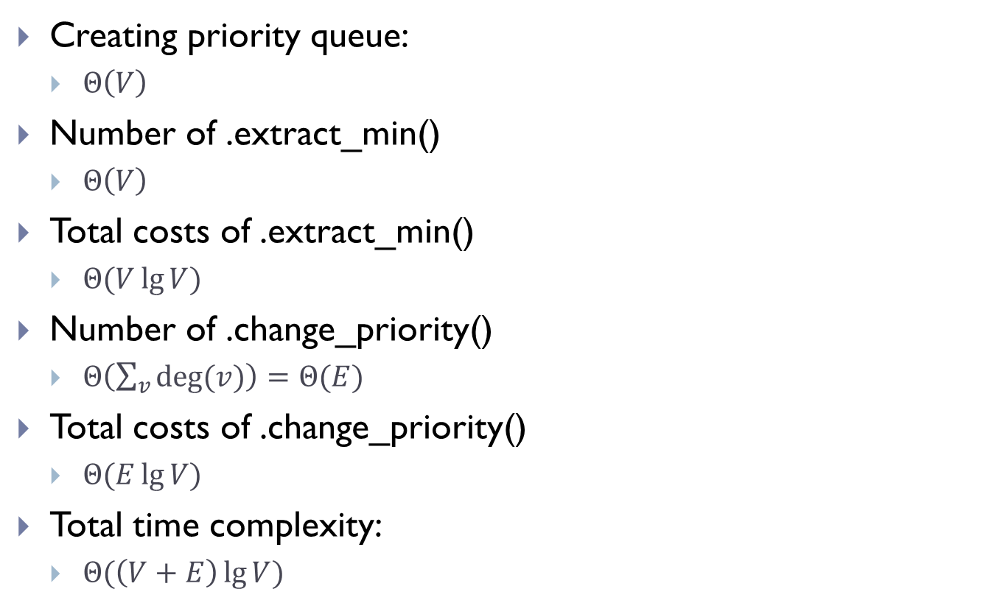 Creating priority queue:
Θ(V)
Number of .extract_min()
Θ(V)
Total costs of .extract_min()
Θ(V lg V)
Number of .change_priority()
Θ(∑ᵥ deg(v)) = Θ(E)
Total costs of .change_priority()
Θ(E lg V)
Total time complexity:
Θ((V + E) lg V)